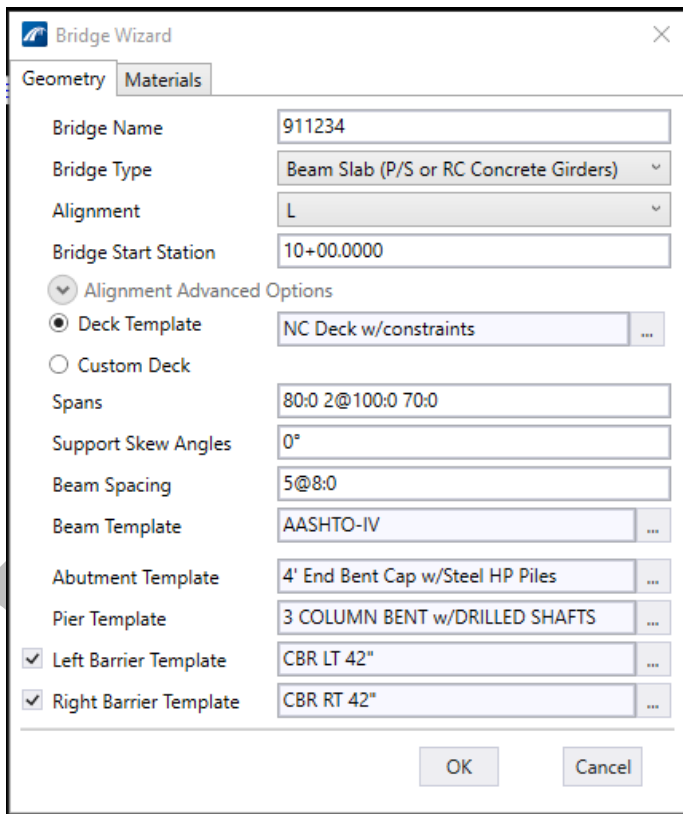 Bridge Wizard
Geometry Materials
Bridge Name 911234
Bridge Type Beam Slab (P/S or RC Concrete Girders)
Alignment L
Bridge Start Station 10+00.0000
Alignment Advanced Options
Deck Template NC Deck w/constraints ...
Custom Deck
Spans 80:0 2@100:0 70:0
Support Skew Angles 0°
Beam Spacing 5@8:0
Beam Template AASHTO-IV ...
Abutment Template 4' End Bent Cap w/Steel HP Piles ...
Pier Template 3 COLUMN BENT w/DRILLED SHAFTS ...
Left Barrier Template CBR LT 42" ...
Right Barrier Template CBR RT 42" ...
OK Cancel